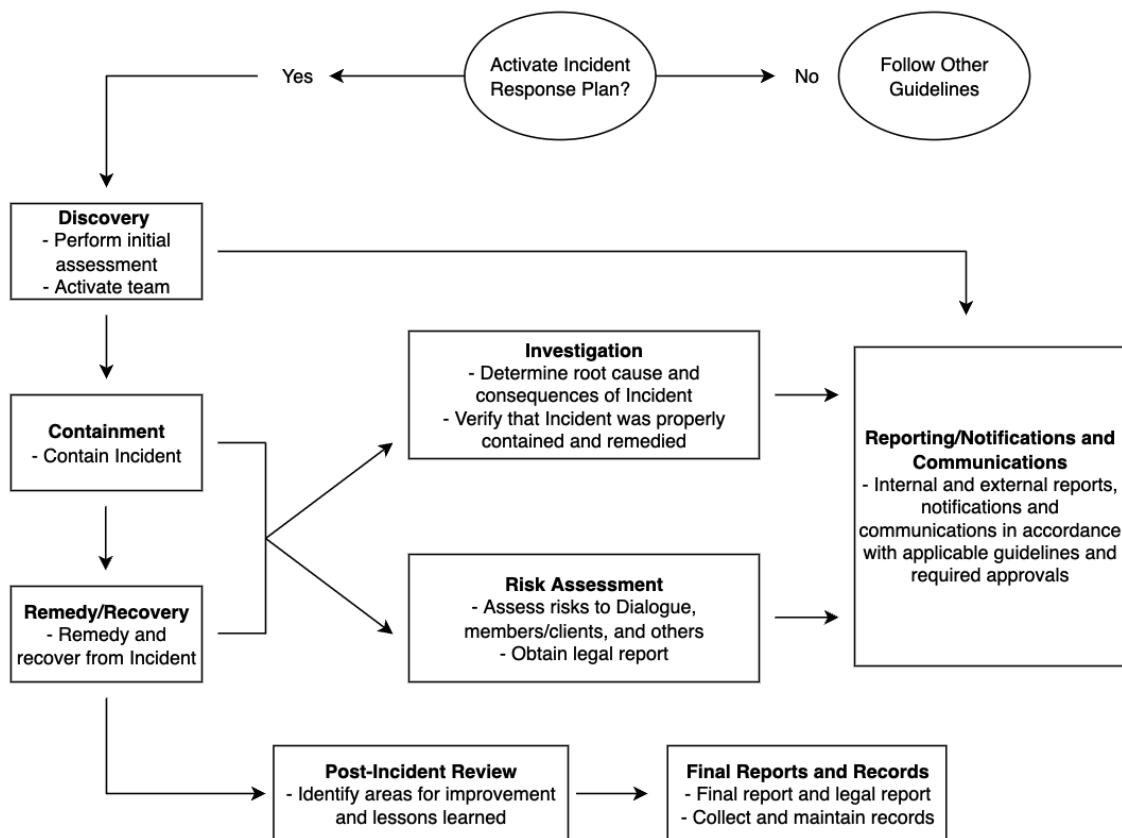 Activate Incident
Response Plan?
Yes
No
Follow Other
Guidelines
Discovery
- Perform initial
assessment
- Activate team
Containment
- Contain Incident
Remedy/Recovery
- Remedy and
recover from Incident
Investigation
- Determine root cause and
consequences of Incident
- Verify that Incident was properly
contained and remedied
Risk Assessment
- Assess risks to Dialogue,
members/clients, and others
- Obtain legal report
Reporting/Notifications and
Communications
- Internal and external reports,
notifications and
communications in accordance
with applicable guidelines and
required approvals
Post-Incident Review
- Identify areas for improvement
and lessons learned
Final Reports and Records
- Final report and legal report
- Collect and maintain records